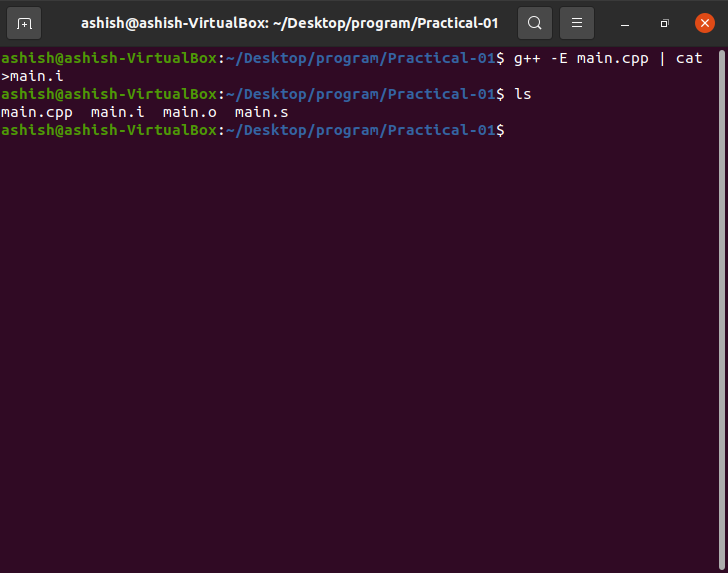 ashish@ashish-VirtualBox: ~/Desktop/program/Practical-01
ashish@ashish-VirtualBox:~/Desktop/program/Practical-01$ g++ -E main.cpp | cat
>main.i
ashish@ashish-VirtualBox:~/Desktop/program/Practical-01$ ls
main.cpp  main.i  main.o  main.s
ashish@ashish-VirtualBox:~/Desktop/program/Practical-01$